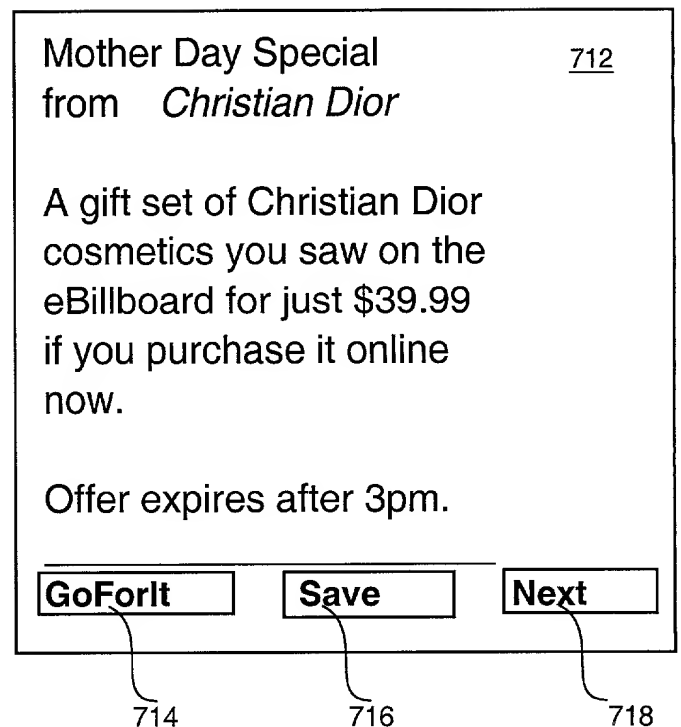 Mother Day Special 712
from Christian Dior
A gift set of Christian Dior
cosmetics you saw on the
eBillboard for just $39.99
if you purchase it online
now.
Offer expires after 3pm.
GoForIt Save Next
714 716 718